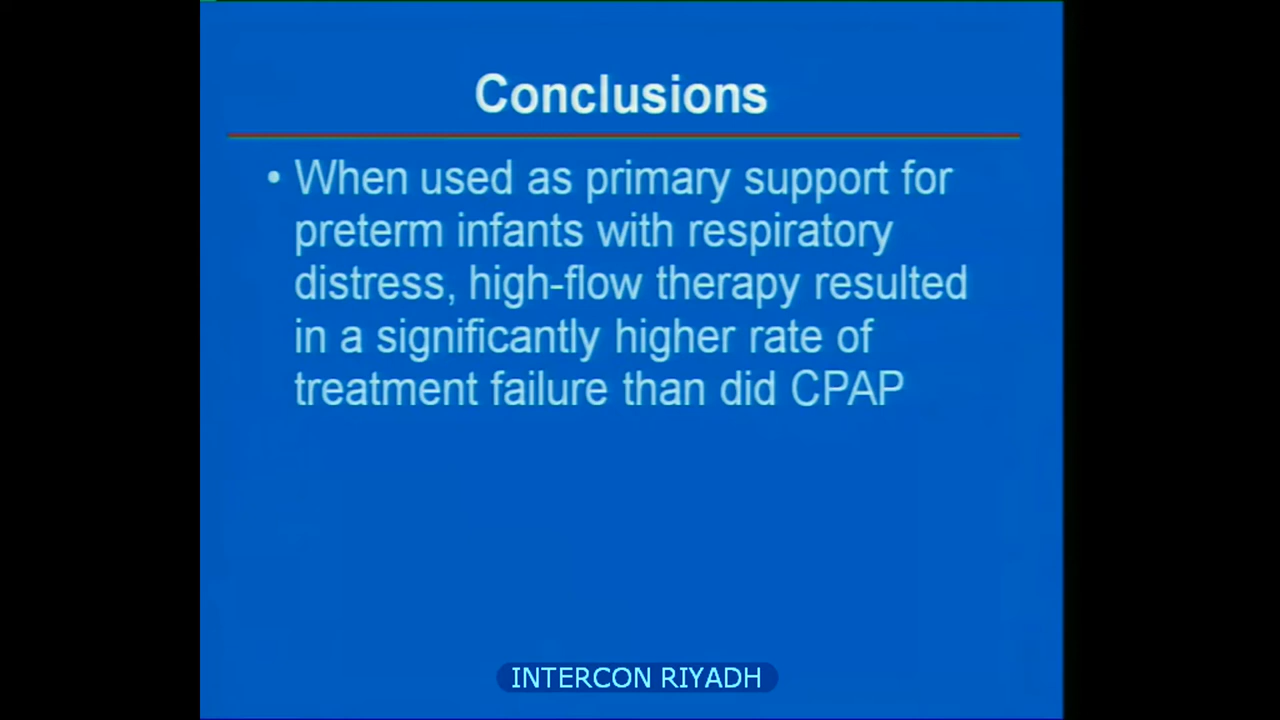 Conclusions
• When used as primary support for
preterm infants with respiratory
distress, high-flow therapy resulted
in a significantly higher rate of
treatment failure than did CPAP
INTERCON RIYADH